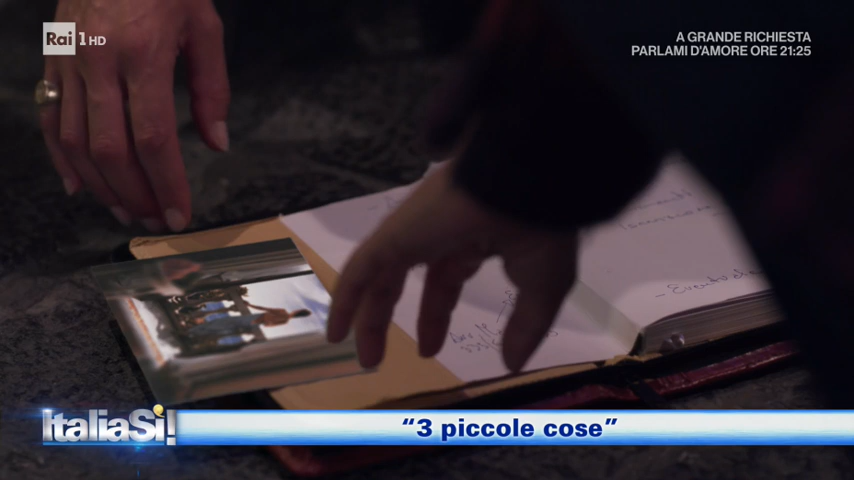 Rai 1 HD
A GRANDE RICHIESTA
PARLAMI D'AMORE ORE 21:25
ItaliaSì!
“3 piccole cose”